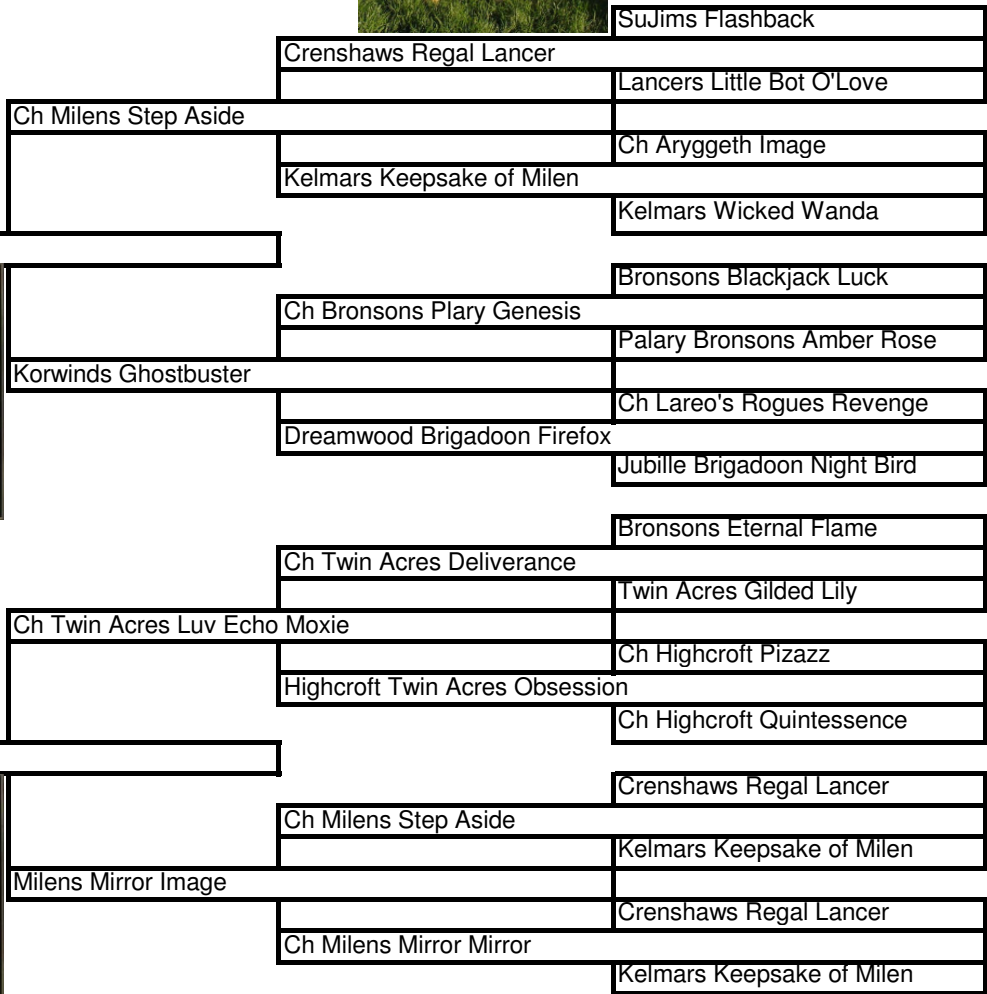 SuJims Flashback
Crenshaws Regal Lancer
Lancers Little Bot O'Love
Ch Milens Step Aside
Ch Aryggeth Image
Kelmars Keepsake of Milen
Kelmars Wicked Wanda
Bronsons Blackjack Luck
Ch Bronsons Plary Genesis
Palary Bronsons Amber Rose
Korwinds Ghostbuster
Ch Lareo's Rogues Revenge
Dreamwood Brigadoon Firefox
Jubille Brigadoon Night Bird
Bronsons Eternal Flame
Ch Twin Acres Deliverance
Twin Acres Gilded Lily
Ch Twin Acres Luv Echo Moxie
Ch Highcroft Pizazz
Highcroft Twin Acres Obsession
Ch Highcroft Quintessence
Crenshaws Regal Lancer
Ch Milens Step Aside
Kelmars Keepsake of Milen
Milens Mirror Image
Crenshaws Regal Lancer
Ch Milens Mirror Mirror
Kelmars Keepsake of Milen